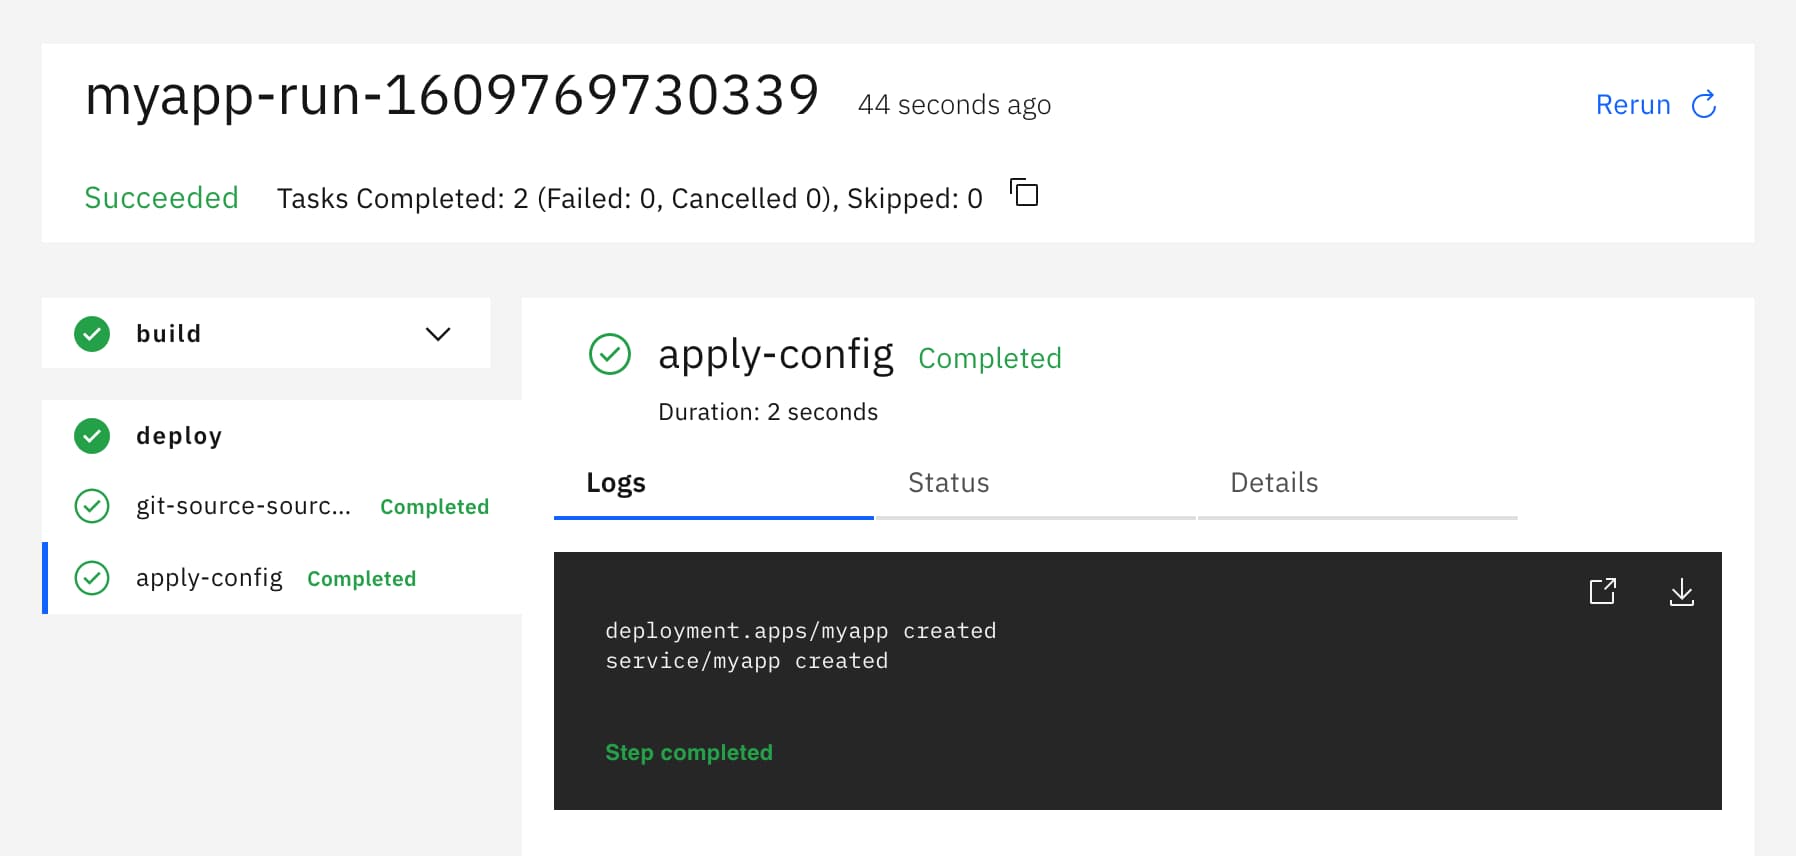 myapp-run-1609769730339 44 seconds ago
Rerun
Succeeded Tasks Completed: 2 (Failed: 0, Cancelled 0), Skipped: 0
build
deploy
git-source-sourc... Completed
apply-config Completed
apply-config Completed
Duration: 2 seconds
Logs Status Details
deployment.apps/myapp created
service/myapp created
Step completed